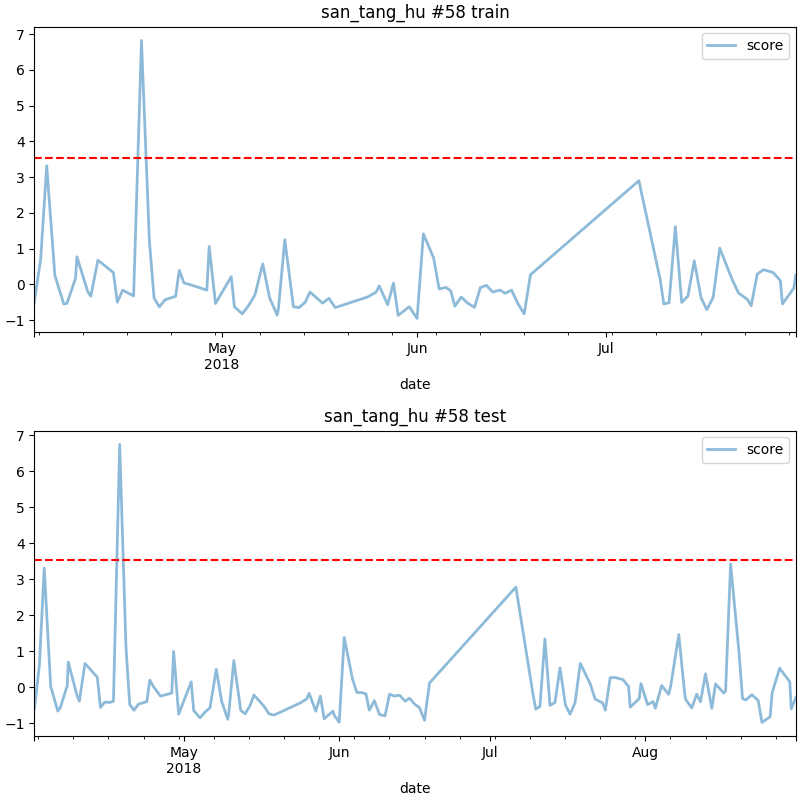 san_tang_hu #58 train
score
7
6
5
4
3
2
1
0
−1
May
2018
Jun
Jul
date
san_tang_hu #58 test
score
7
6
5
4
3
2
1
0
−1
May
2018
Jun
Jul
Aug
date